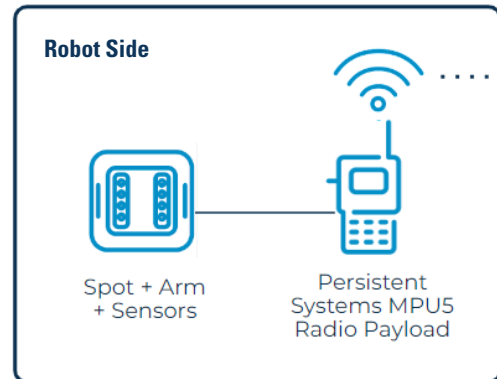 Robot Side
Spot + Arm
+ Sensors
Persistent
Systems MPU5
Radio Payload